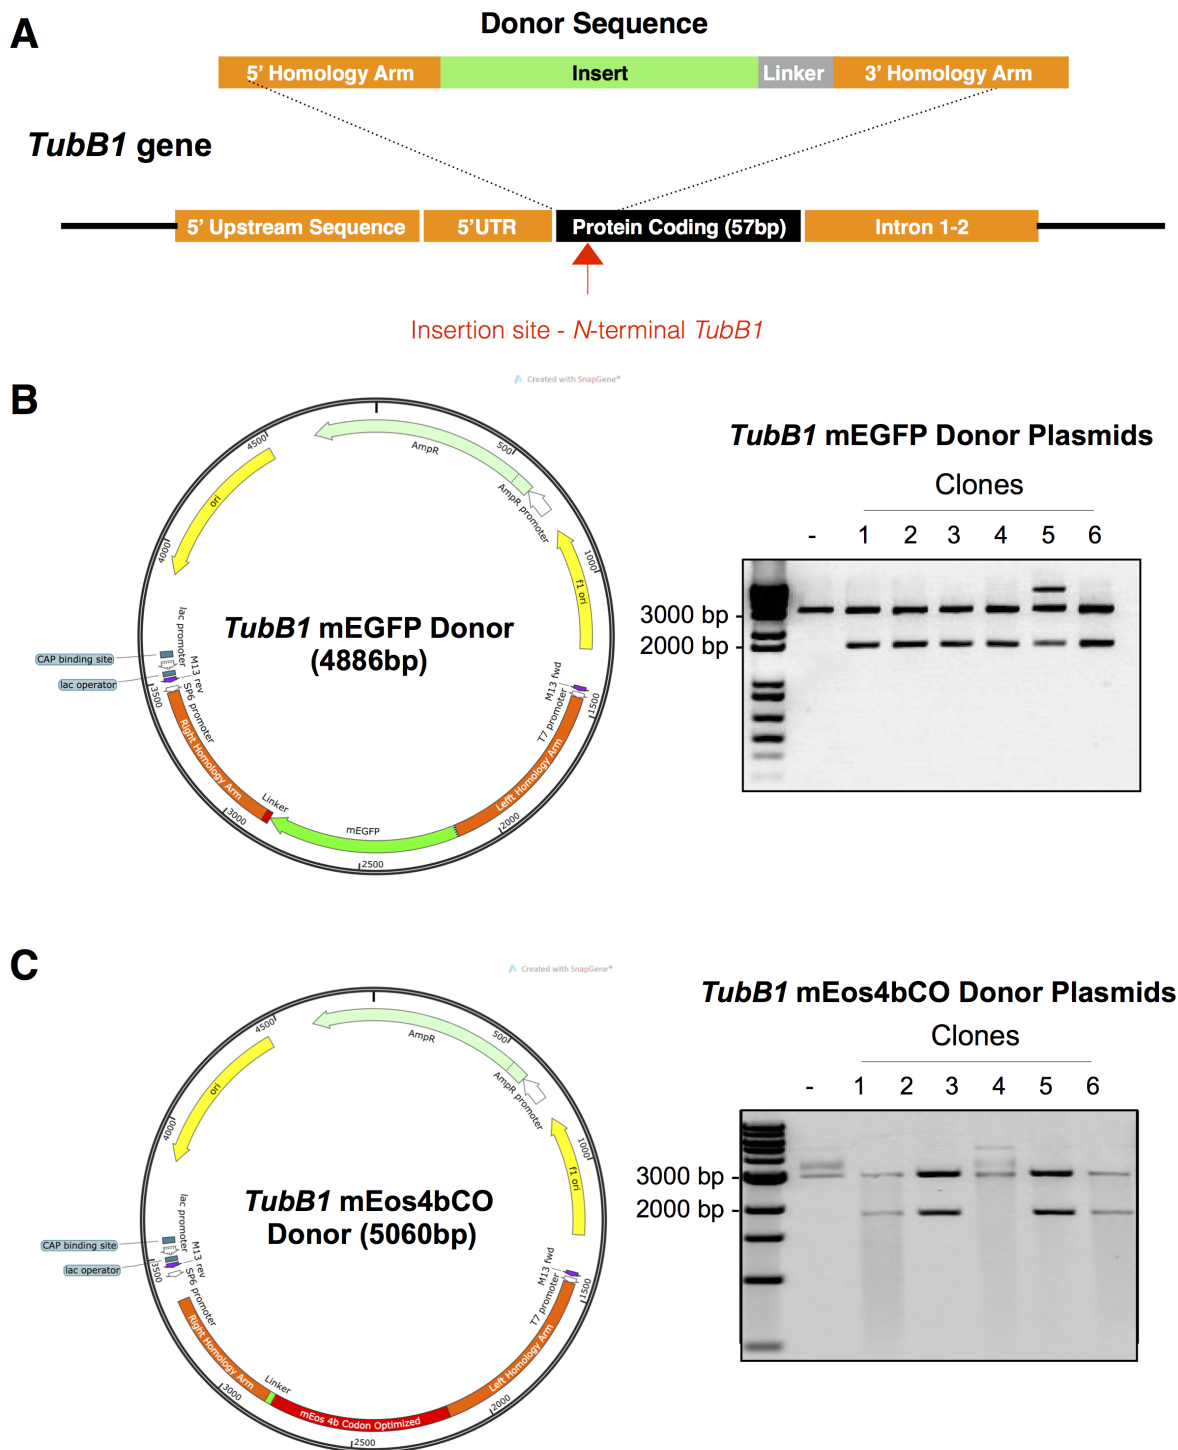 A
Donor Sequence
5' Homology Arm
Insert
Linker
3' Homology Arm
TubB1 gene
5' Upstream Sequence
5'UTR
Protein Coding (57bp)
Intron 1-2
Insertion site - N-terminal TubB1
Created with SnapGene®
B
TubB1 mEGFP Donor
(4886bp)
AmpR
AmpR promoter
500
f1 ori
1000
M13 fwd
T7 promoter
1500
Left Homology Arm
2000
mEGFP
2500
Linker
3000
Right Homology Arm
SP6 promoter
M13 rev
3500
lac operator
CAP binding site
lac promoter
4000
ori
4500
TubB1 mEGFP Donor Plasmids
Clones
- 1 2 3 4 5 6
3000 bp -
2000 bp -
C
Created with SnapGene®
TubB1 mEos4bCO
Donor (5060bp)
AmpR
AmpR promoter
500
f1 ori
1000
M13 fwd
T7 promoter
1500
Left Homology Arm
2000
mEos 4b Codon Optimized
2500
Linker
3000
Right Homology Arm
SP6 promoter
M13 rev
3500
lac operator
CAP binding site
lac promoter
4000
ori
4500
TubB1 mEos4bCO Donor Plasmids
Clones
- 1 2 3 4 5 6
3000 bp -
2000 bp -